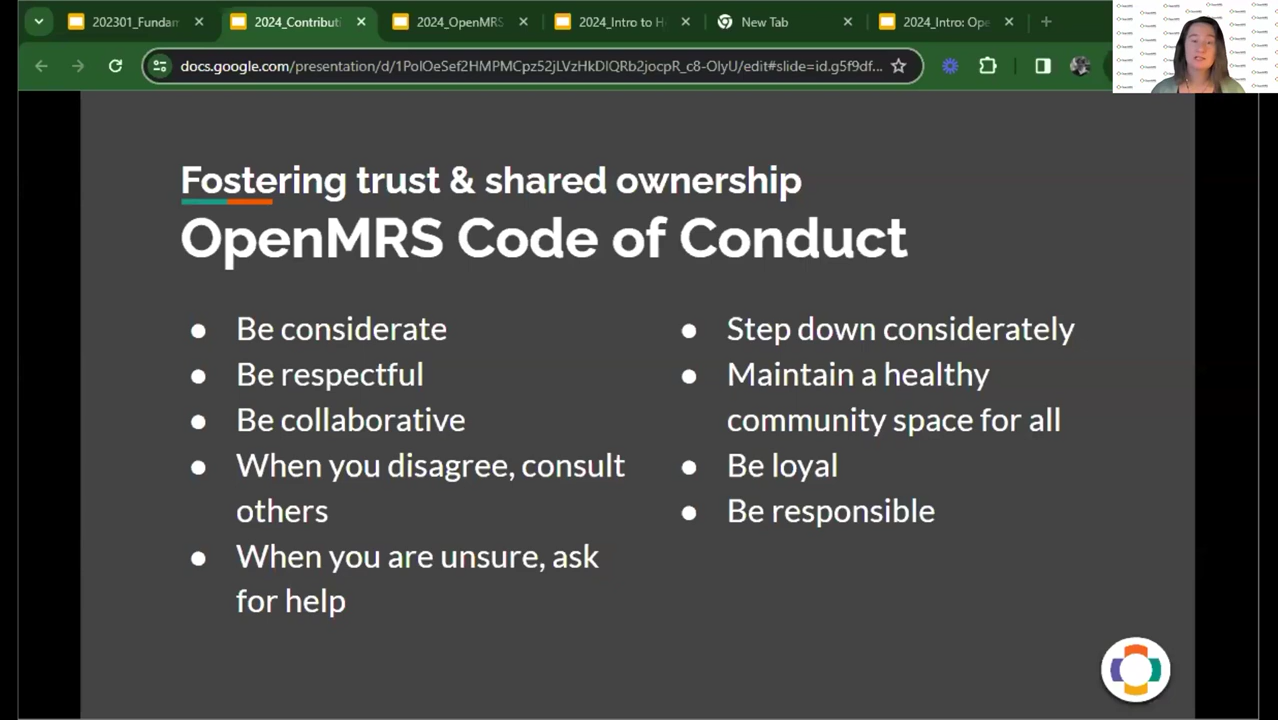 202301_Fundam
2024_Contributi
2024_OpenMRS
2024_Intro to H
New Tab
2024_Intro: Ope
docs.google.com/presentation/d/1PolOeSef2HMPMCpz52jLVzHkDlQRb2jocpR_c8-OlyU/edit#slide=id.g5f9df...
Fostering trust & shared ownership
OpenMRS Code of Conduct
● Be considerate
● Be respectful
● Be collaborative
● When you disagree, consult
others
● When you are unsure, ask
for help
● Step down considerately
● Maintain a healthy
community space for all
● Be loyal
● Be responsible